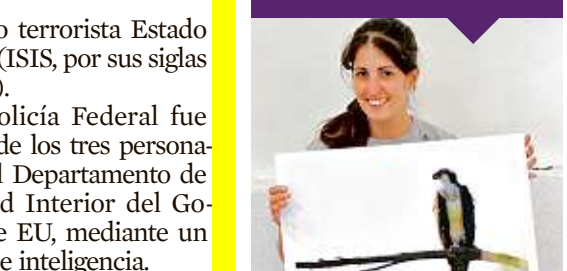 o terrorista Estado
(ISIS, por sus siglas
).
olicía Federal fue
de los tres persona-
l Departamento de
d Interior del Go-
e EU, mediante un
e inteligencia.